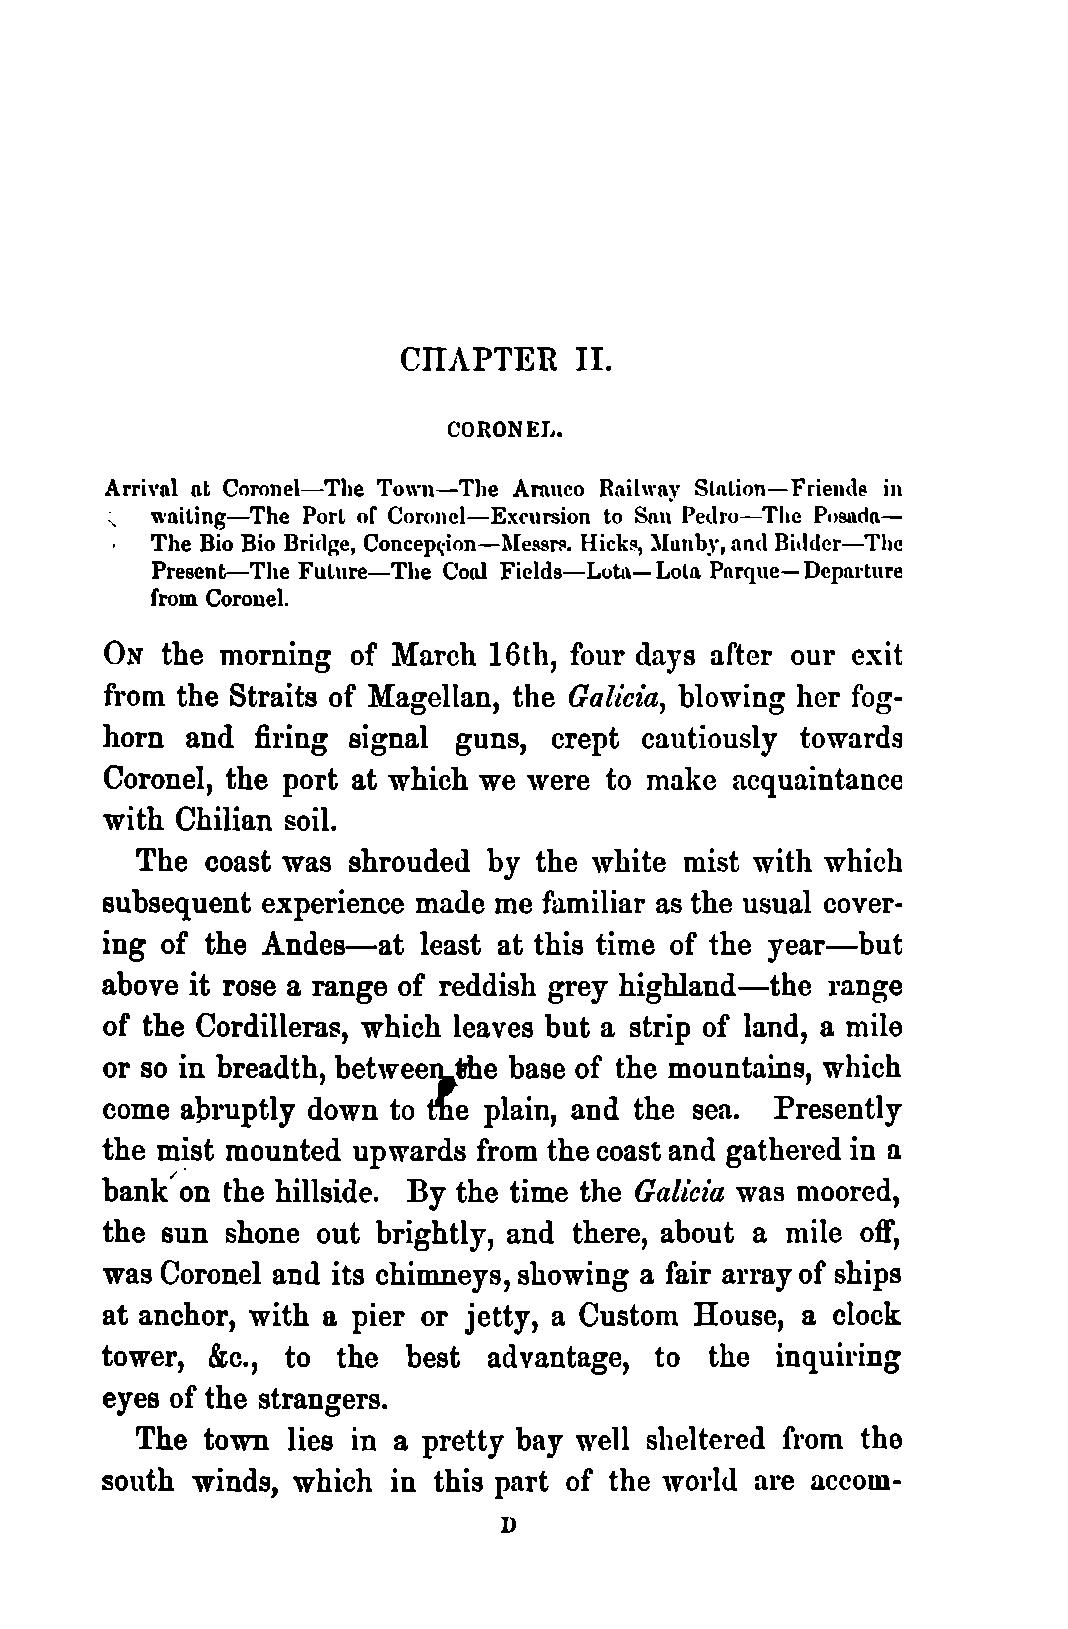 CHAPTER II.
CORONEL.
Arrival at Coronel—The Town—The Arauco Railway Station—Friends in
waiting—The Port of Coronel—Excursion to San Pedro—The Posada—
The Bio Bio Bridge, Concepçion—Messrs. Hicks, Munby, and Bidder—The
Present—The Future—The Coal Fields—Lota—Lota Parque—Departure
from Coronel.
On the morning of March 16th, four days after our exit
from the Straits of Magellan, the Galicia, blowing her fog-
horn and firing signal guns, crept cautiously towards
Coronel, the port at which we were to make acquaintance
with Chilian soil.
The coast was shrouded by the white mist with which
subsequent experience made me familiar as the usual cover-
ing of the Andes—at least at this time of the year—but
above it rose a range of reddish grey highland—the range
of the Cordilleras, which leaves but a strip of land, a mile
or so in breadth, between the base of the mountains, which
come abruptly down to the plain, and the sea. Presently
the mist mounted upwards from the coast and gathered in a
bank on the hillside. By the time the Galicia was moored,
the sun shone out brightly, and there, about a mile off,
was Coronel and its chimneys, showing a fair array of ships
at anchor, with a pier or jetty, a Custom House, a clock
tower, &c., to the best advantage, to the inquiring
eyes of the strangers.
The town lies in a pretty bay well sheltered from the
south winds, which in this part of the world are accom-
D